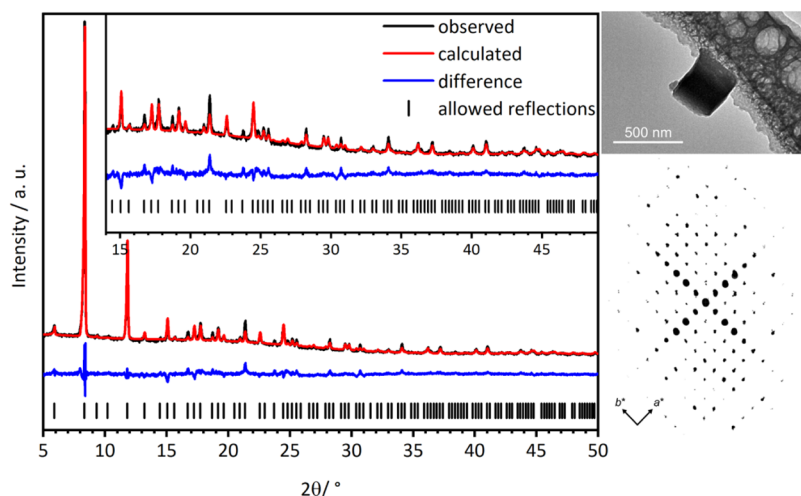 observed
calculated
difference
allowed reflections
15 20 25 30 35 40 45
Intensity / a. u.
5 10 15 20 25 30 35 40 45 50
2θ/ °
500 nm
b* a*